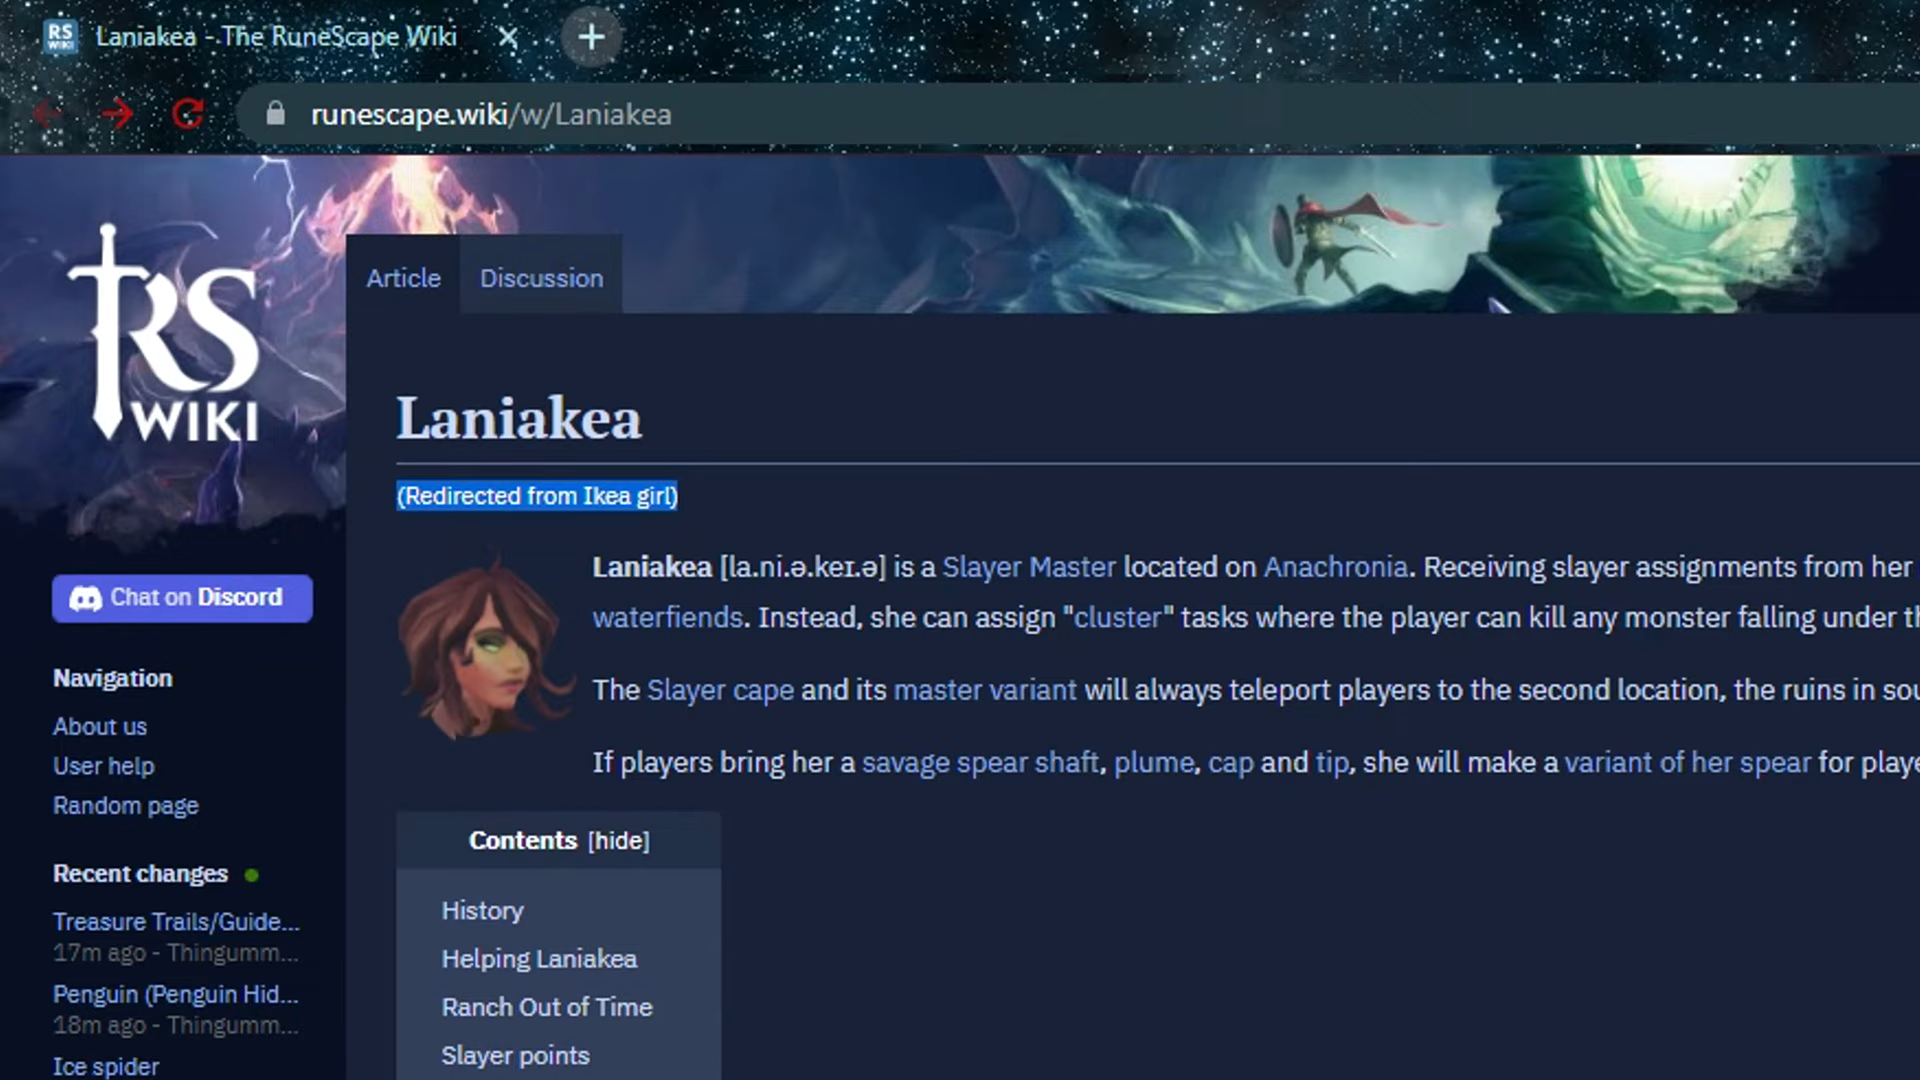 RS WIKI
Laniakea - The RuneScape Wiki
runescape.wiki/w/Laniakea
RS
WIKI
Article
Discussion
Laniakea
(Redirected from Ikea girl)
Laniakea [la.ni.ə.keɪ.ə] is a Slayer Master located on Anachronia. Receiving slayer assignments from her
waterfiends. Instead, she can assign "cluster" tasks where the player can kill any monster falling under th
The Slayer cape and its master variant will always teleport players to the second location, the ruins in sou
If players bring her a savage spear shaft, plume, cap and tip, she will make a variant of her spear for playe
Contents [hide]
History
Helping Laniakea
Ranch Out of Time
Slayer points
Chat on Discord
Navigation
About us
User help
Random page
Recent changes
Treasure Trails/Guide...
17m ago - Thingumm...
Penguin (Penguin Hid...
18m ago - Thingumm...
Ice spider